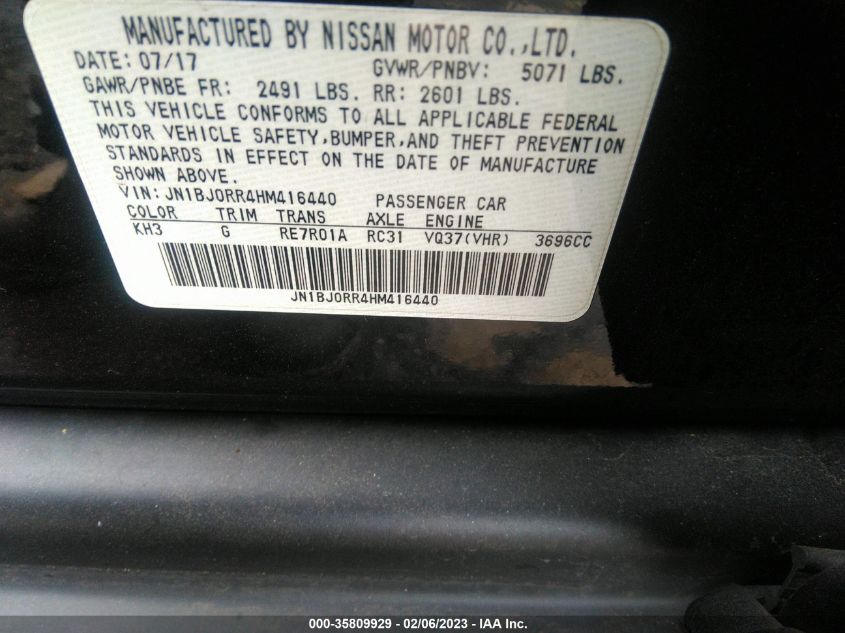 MANUFACTURED BY NISSAN MOTOR CO.,LTD.
DATE: 07/17 GVWR/PNBV: 5071 LBS.
GAWR/PNBE FR: 2491 LBS. RR: 2601 LBS.
THIS VEHICLE CONFORMS TO ALL APPLICABLE FEDERAL
MOTOR VEHICLE SAFETY,BUMPER,AND THEFT PREVENTION
STANDARDS IN EFFECT ON THE DATE OF MANUFACTURE
SHOWN ABOVE.
VIN: JN1BJ0RR4HM416440 PASSENGER CAR
COLOR TRIM TRANS AXLE ENGINE
KH3 G RE7R01A RC31 VQ37(VHR) 3696CC
JN1BJ0RR4HM416440
000-35809929 - 02/06/2023 - IAA Inc.